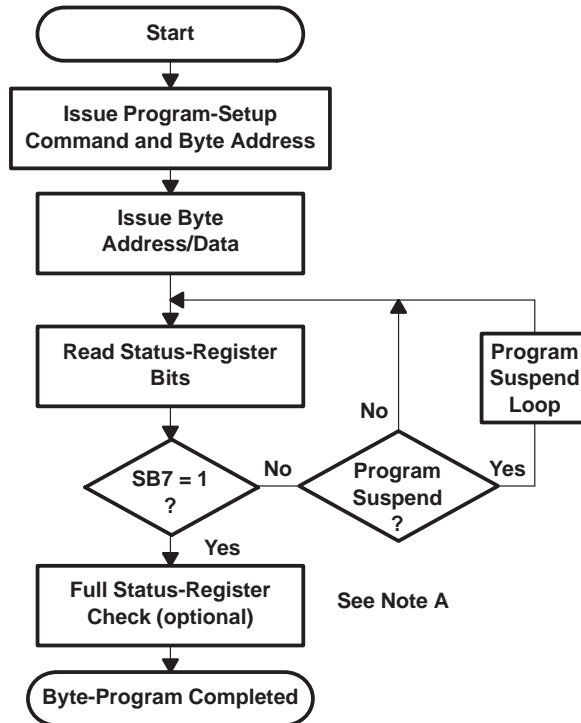 Start
Issue Program-Setup
Command and Byte Address
Issue Byte
Address/Data
Read Status-Register
Bits
Program
Suspend
Loop
No
SB7 = 1
?
No
Program
Suspend
?
Yes
Yes
Full Status-Register
Check (optional)
See Note A
Byte-Program Completed